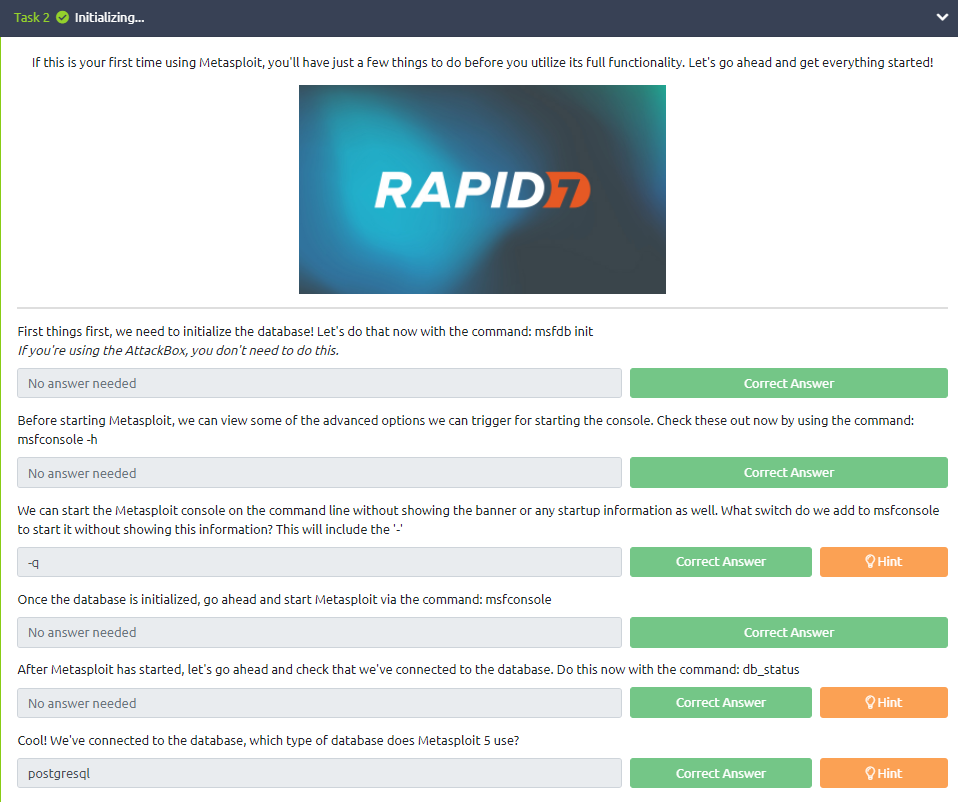 Task 2 Initializing...
If this is your first time using Metasploit, you'll have just a few things to do before you utilize its full functionality. Let's go ahead and get everything started!
RAPID7
First things first, we need to initialize the database! Let's do that now with the command: msfdb init
If you're using the AttackBox, you don't need to do this.
No answer needed Correct Answer
Before starting Metasploit, we can view some of the advanced options we can trigger for starting the console. Check these out now by using the command:
msfconsole -h
No answer needed Correct Answer
We can start the Metasploit console on the command line without showing the banner or any startup information as well. What switch do we add to msfconsole
to start it without showing this information? This will include the '-'
-q Correct Answer Hint
Once the database is initialized, go ahead and start Metasploit via the command: msfconsole
No answer needed Correct Answer
After Metasploit has started, let's go ahead and check that we've connected to the database. Do this now with the command: db_status
No answer needed Correct Answer Hint
Cool! We've connected to the database, which type of database does Metasploit 5 use?
postgresql Correct Answer Hint